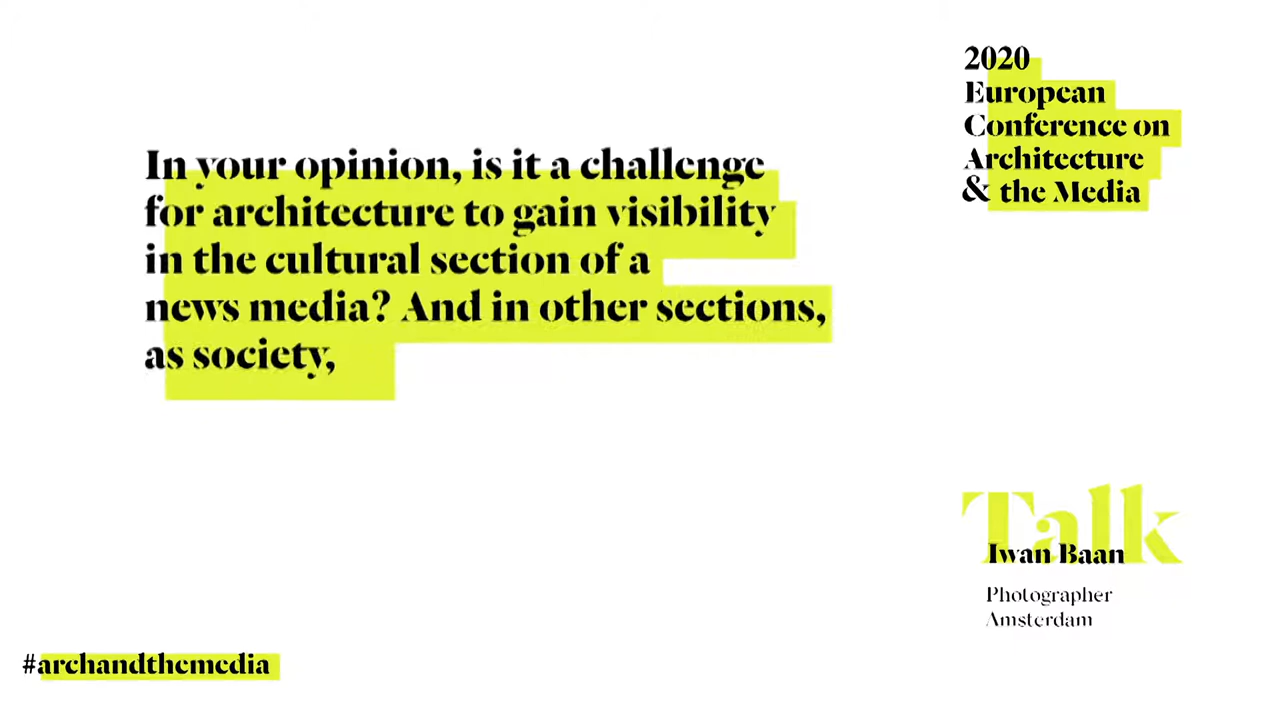 In your opinion, is it a challenge
for architecture to gain visibility
in the cultural section of a
news media? And in other sections,
as society,
2020
European
Conference on
Architecture
& the Media
Talk
Iwan Baan
Photographer
Amsterdam
#archandthemedia